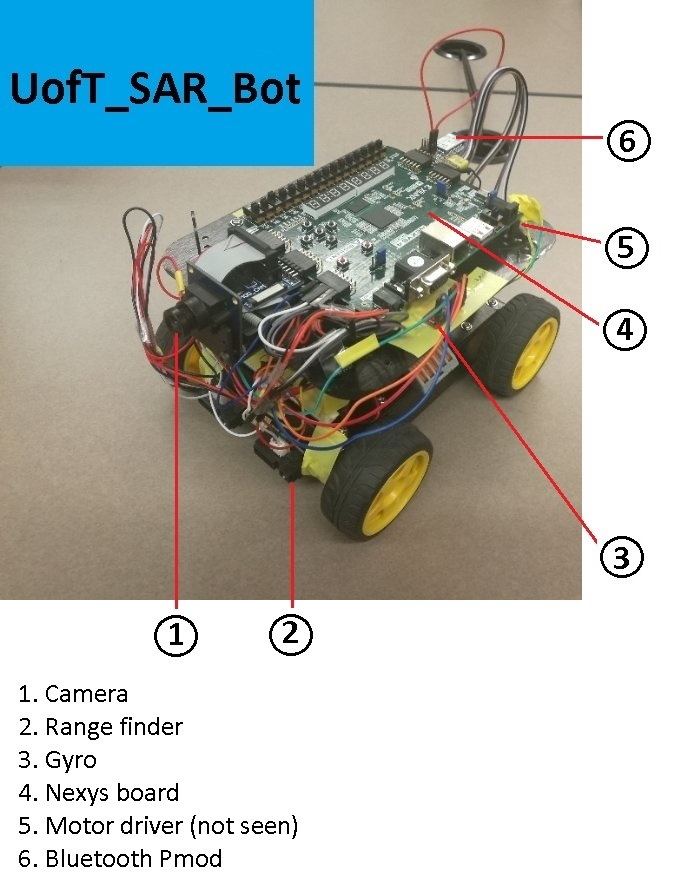 UofT_SAR_Bot
6
5
4
3
1
2
1. Camera
2. Range finder
3. Gyro
4. Nexys board
5. Motor driver (not seen)
6. Bluetooth Pmod